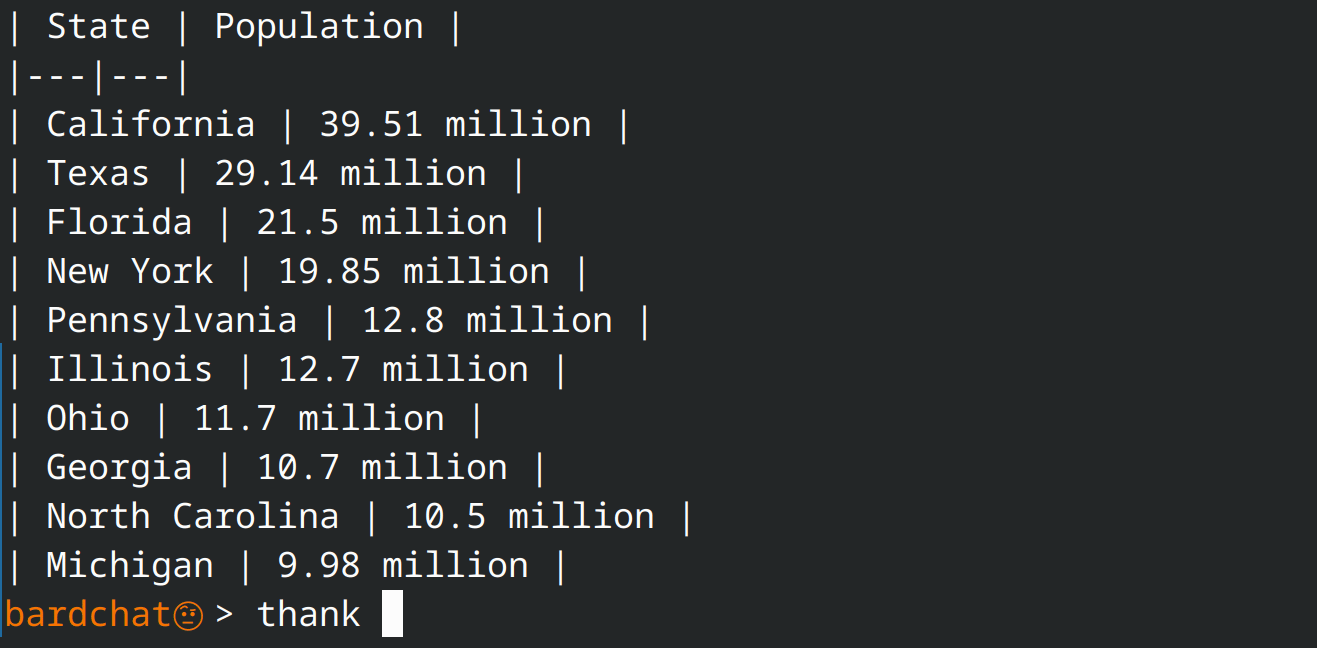 | State | Population |
|---|---|
| California | 39.51 million |
| Texas | 29.14 million |
| Florida | 21.5 million |
| New York | 19.85 million |
| Pennsylvania | 12.8 million |
| Illinois | 12.7 million |
| Ohio | 11.7 million |
| Georgia | 10.7 million |
| North Carolina | 10.5 million |
| Michigan | 9.98 million |
bardchat🤨 > thank